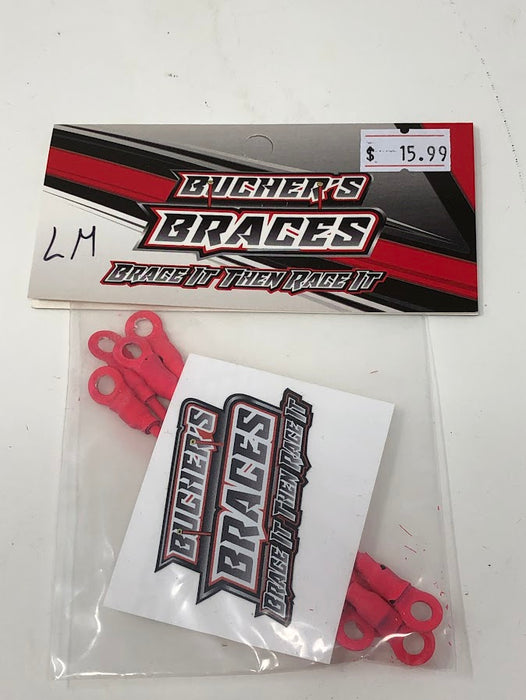 $ 15.99
BUCHER'S
BRACES
BRACE IT THEN RACE IT
LM
BUCHER'S
BRACES
BRACE IT THEN RACE IT